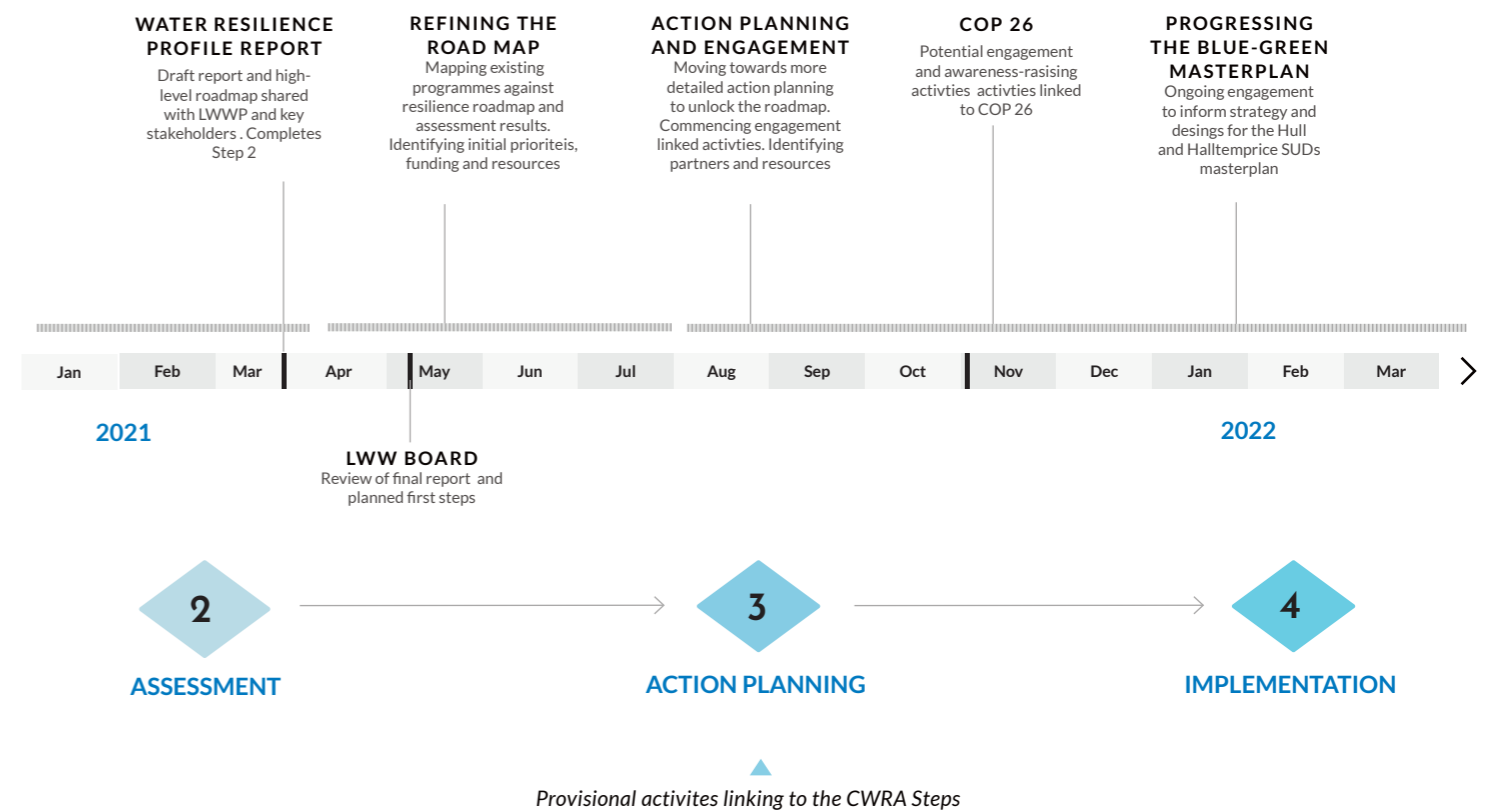 WATER RESILIENCE
PROFILE REPORT
Draft report and high-
level roadmap shared
with LWWP and key
stakeholders . Completes
Step 2
REFINING THE
ROAD MAP
Mapping existing
programmes against
resilience roadmap and
assessment results.
Identifying initial prioriteis,
funding and resources
ACTION PLANNING
AND ENGAGEMENT
Moving towards more
detailed action planning
to unlock the roadmap.
Commencing engagement
linked activties. Identifying
partners and resources
COP 26
Potential engagement
and awareness-rasising
activties activties linked
to COP 26
PROGRESSING
THE BLUE-GREEN
MASTERPLAN
Ongoing engagement
to inform strategy and
desings for the Hull
and Halltemprice SUDs
masterplan
Jan Feb Mar Apr May Jun Jul Aug Sep Oct Nov Dec Jan Feb Mar
2021 2022
LWW BOARD
Review of final report and
planned first steps
2 3 4
ASSESSMENT ACTION PLANNING IMPLEMENTATION
Provisional activites linking to the CWRA Steps